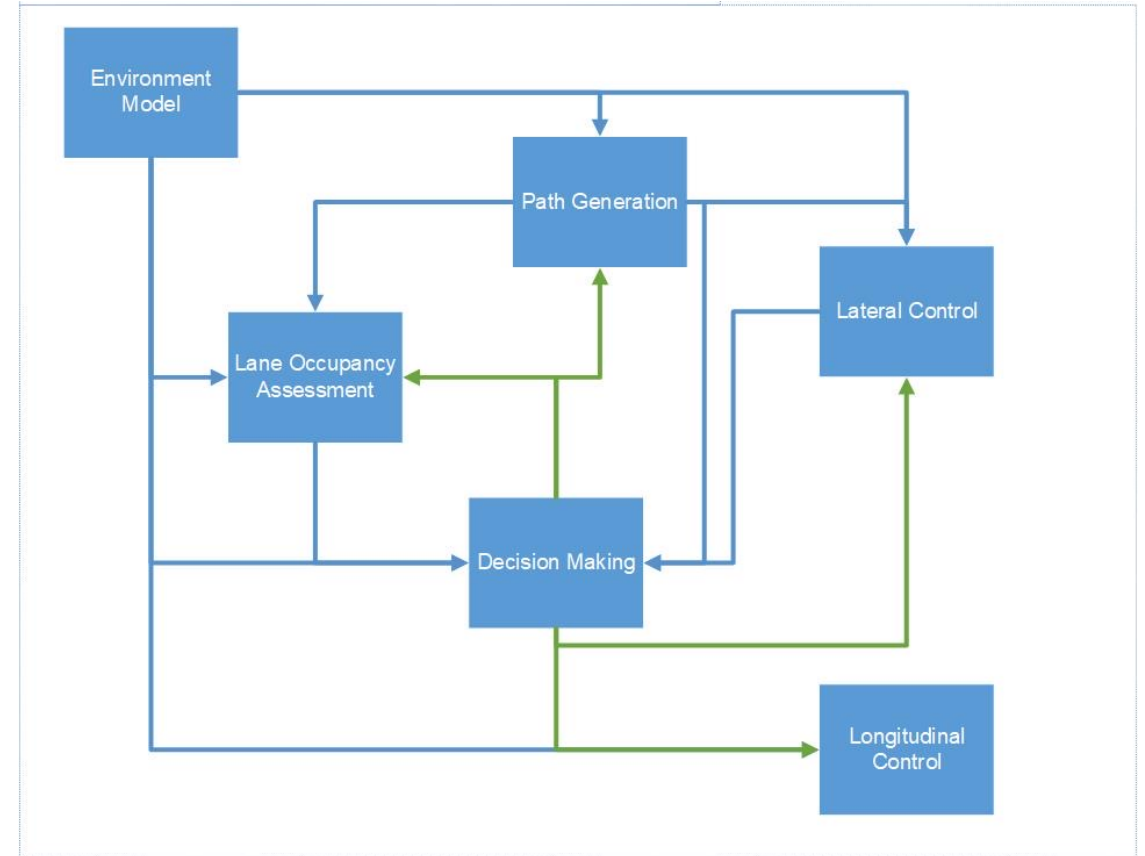 Environment
Model
Path Generation
Lateral Control
Lane Occupancy
Assessment
Decision Making
Longitudinal
Control